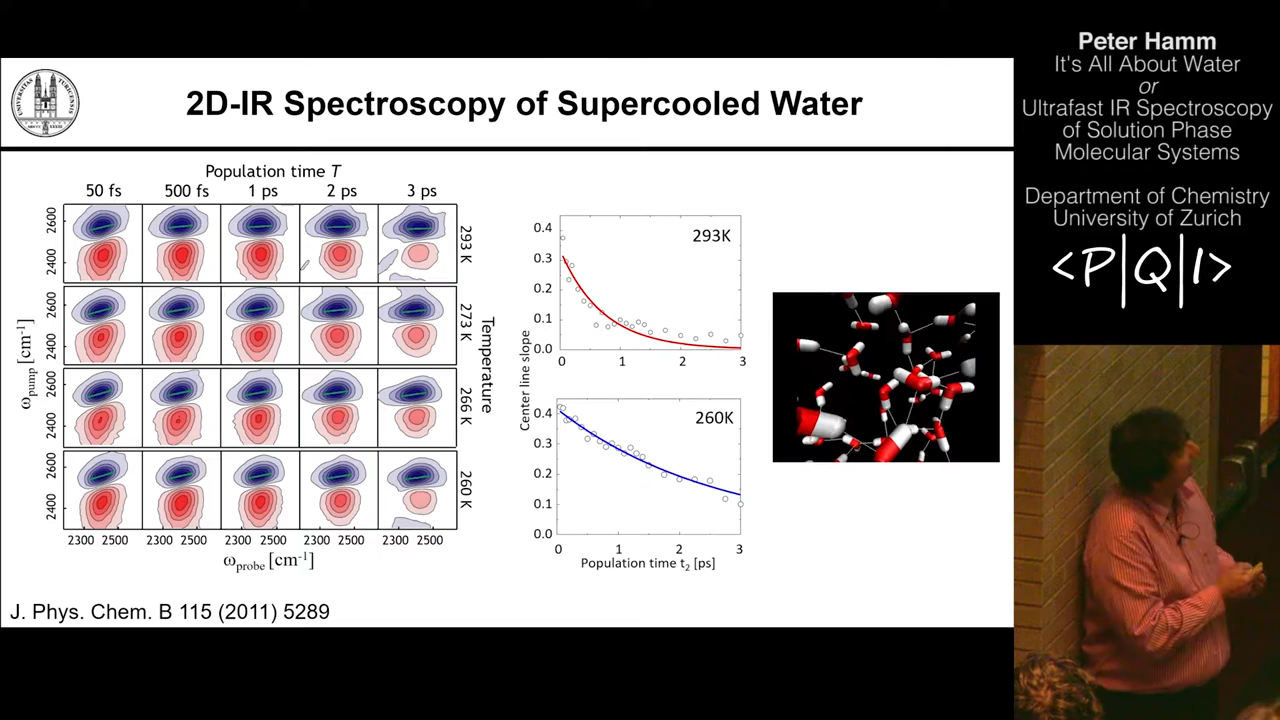 Peter Hamm
It's All About Water
or
Ultrafast IR Spectroscopy
of Solution Phase
Molecular Systems
Department of Chemistry
University of Zurich
<P|Q|I>
2D-IR Spectroscopy of Supercooled Water
Population time T
50 fs 500 fs 1 ps 2 ps 3 ps
2600
2400
293 K
2600
2400
273 K
2600
2400
266 K
2600
2400
260 K
ωpump [cm⁻¹]
Temperature
2300 2500 2300 2500 2300 2500 2300 2500 2300 2500
ωprobe [cm⁻¹]
Center line slope
293K
0.4
0.3
0.2
0.1
0.0
0 1 2 3
260K
0.4
0.3
0.2
0.1
0.0
0 1 2 3
Population time t₂ [ps]
J. Phys. Chem. B 115 (2011) 5289